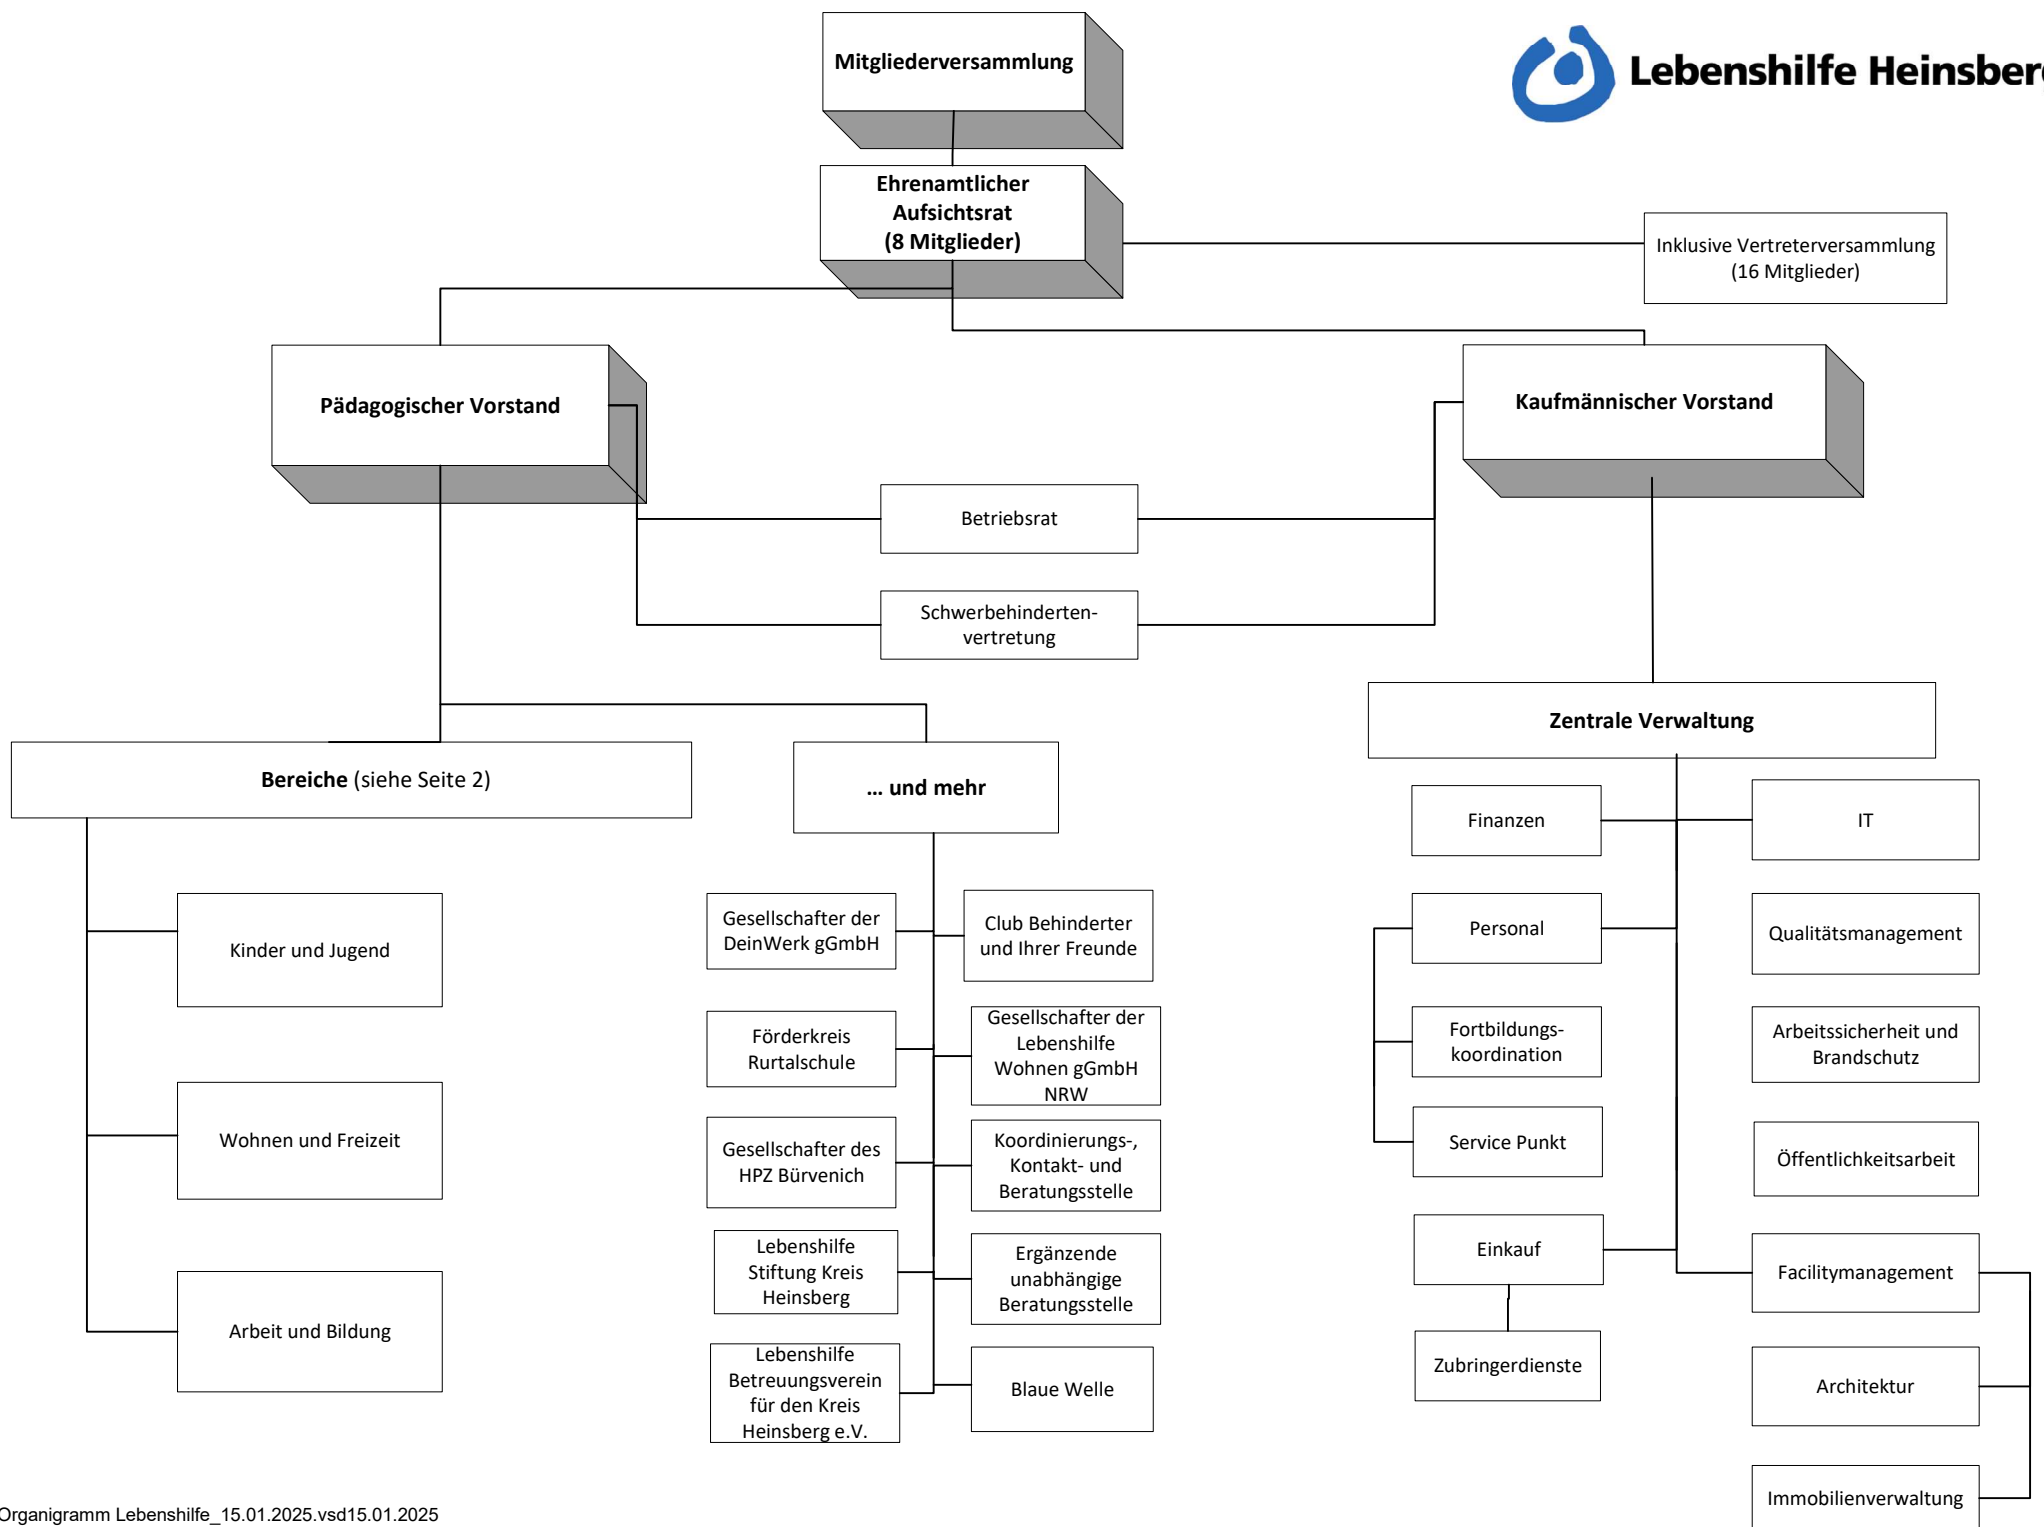 Mitgliederversammlung
Lebenshilfe Heinsberg
Ehrenamtlicher
Aufsichtsrat
(8 Mitglieder)
Inklusive Vertreterversammlung
(16 Mitglieder)
Pädagogischer Vorstand
Kaufmännischer Vorstand
Betriebsrat
Schwerbehinderten-
vertretung
Zentrale Verwaltung
Bereiche (siehe Seite 2)
... und mehr
Kinder und Jugend
Wohnen und Freizeit
Arbeit und Bildung
Gesellschafter der
DeinWerk gGmbH
Club Behinderter
und Ihrer Freunde
Förderkreis
Rurtalschule
Gesellschafter der
Lebenshilfe
Wohnen gGmbH
NRW
Gesellschafter des
HPZ Bürvenich
Koordinierungs-,
Kontakt- und
Beratungsstelle
Lebenshilfe
Stiftung Kreis
Heinsberg
Ergänzende
unabhängige
Beratungsstelle
Lebenshilfe
Betreuungsverein
für den Kreis
Heinsberg e.V.
Blaue Welle
Finanzen
IT
Personal
Qualitätsmanagement
Fortbildungs-
koordination
Arbeitssicherheit und
Brandschutz
Service Punkt
Öffentlichkeitsarbeit
Einkauf
Facilitymanagement
Zubringerdienste
Architektur
Immobilienverwaltung
Organigramm Lebenshilfe_15.01.2025.vsd15.01.2025